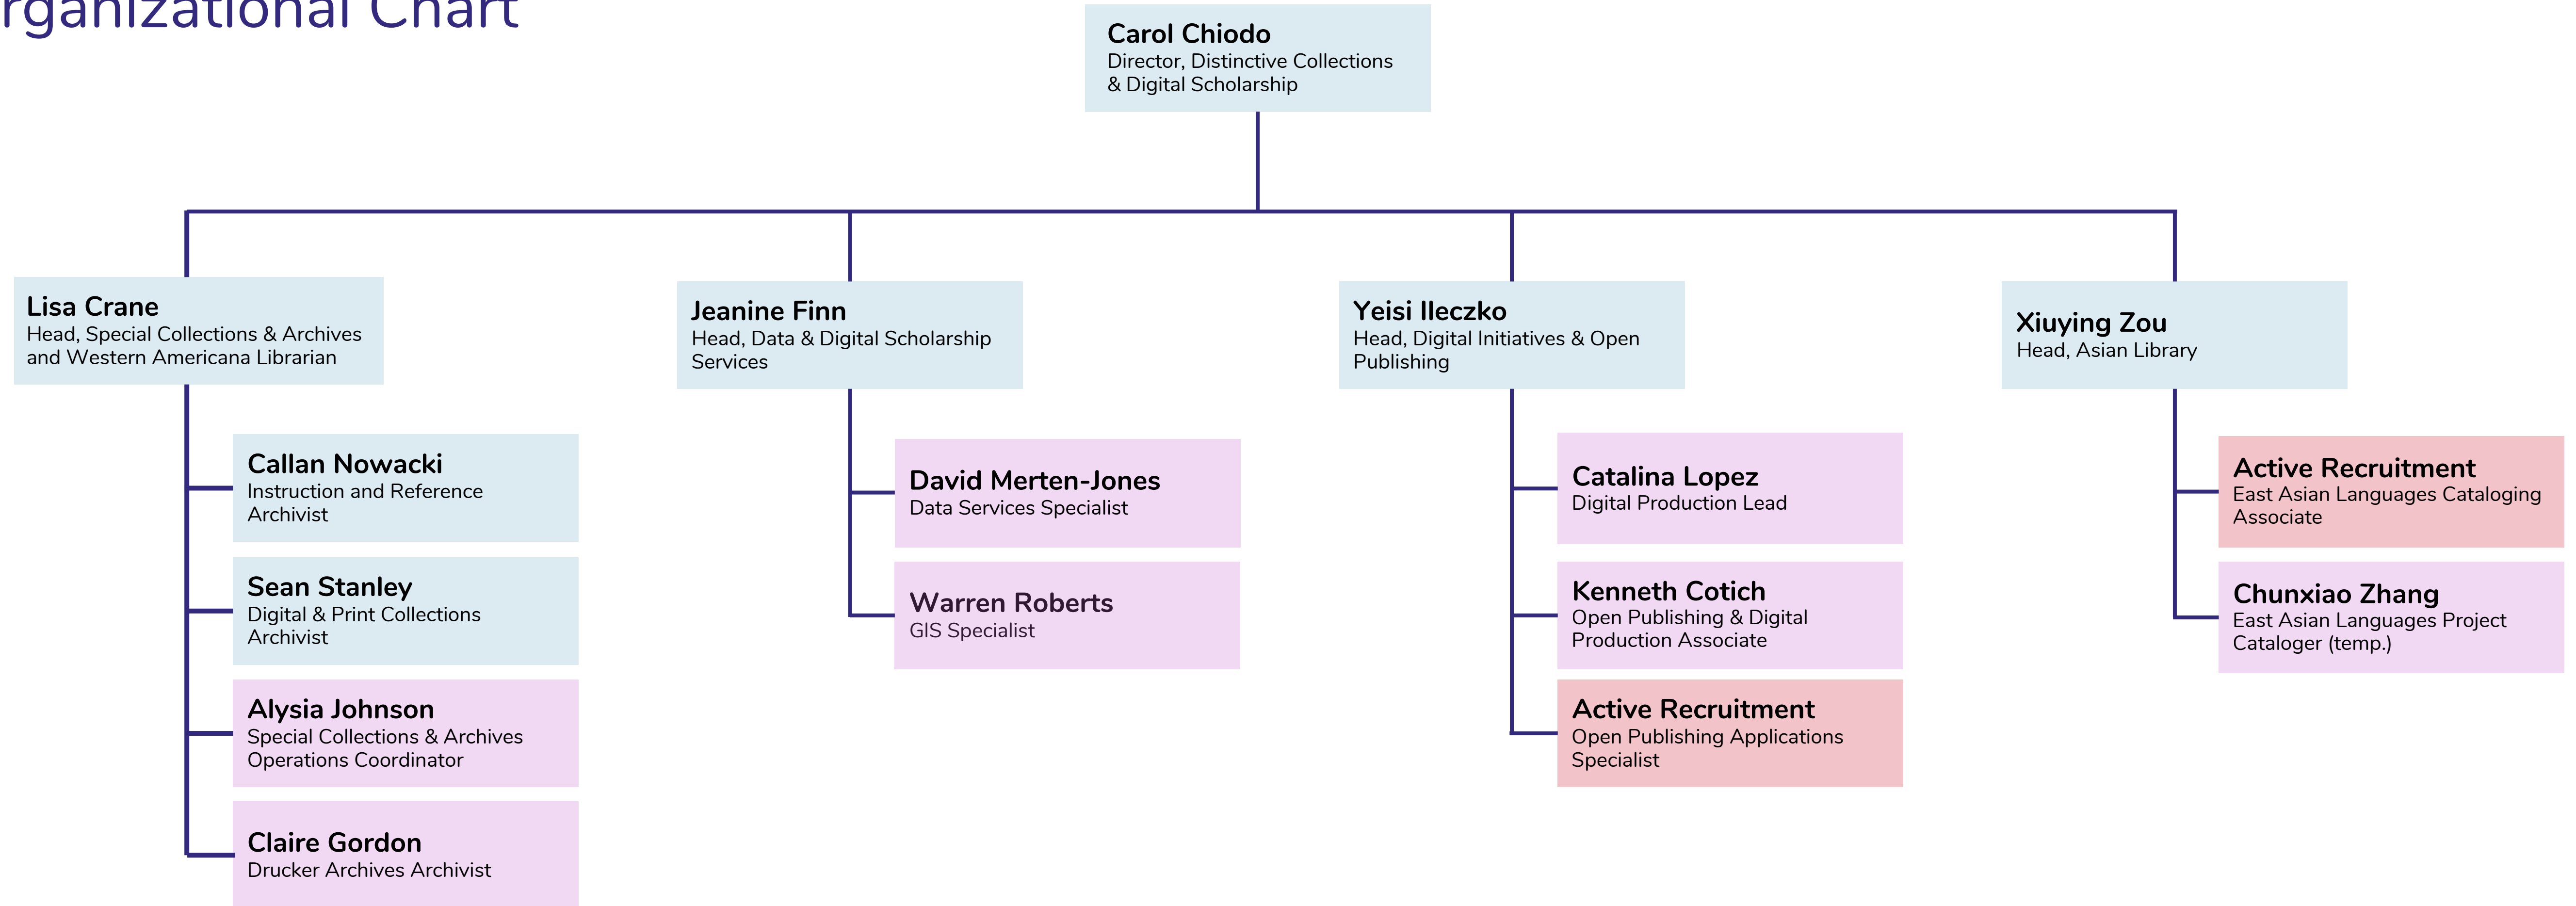 rganizational Chart
Carol Chiodo
Director, Distinctive Collections
& Digital Scholarship
Lisa Crane
Head, Special Collections & Archives
and Western Americana Librarian
Callan Nowacki
Instruction and Reference
Archivist
Sean Stanley
Digital & Print Collections
Archivist
Alysia Johnson
Special Collections & Archives
Operations Coordinator
Claire Gordon
Drucker Archives Archivist
Jeanine Finn
Head, Data & Digital Scholarship
Services
David Merten-Jones
Data Services Specialist
Warren Roberts
GIS Specialist
Yeisi Ileczko
Head, Digital Initiatives & Open
Publishing
Catalina Lopez
Digital Production Lead
Kenneth Cotich
Open Publishing & Digital
Production Associate
Active Recruitment
Open Publishing Applications
Specialist
Xiuying Zou
Head, Asian Library
Active Recruitment
East Asian Languages Cataloging
Associate
Chunxiao Zhang
East Asian Languages Project
Cataloger (temp.)